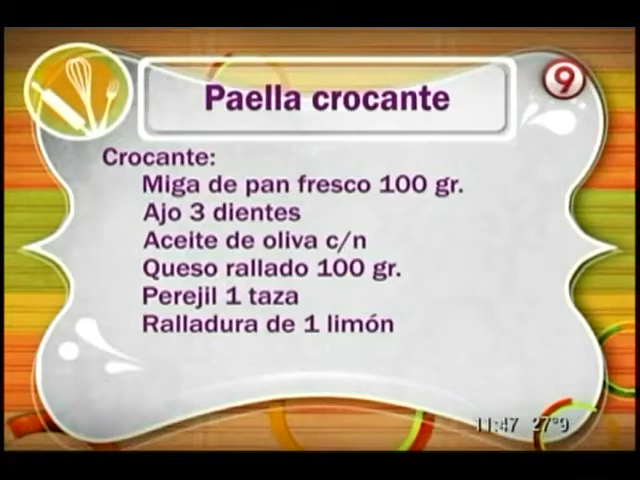 Paella crocante
9
Crocante:
Miga de pan fresco 100 gr.
Ajo 3 dientes
Aceite de oliva c/n
Queso rallado 100 gr.
Perejil 1 taza
Ralladura de 1 limón
11:47 27°9